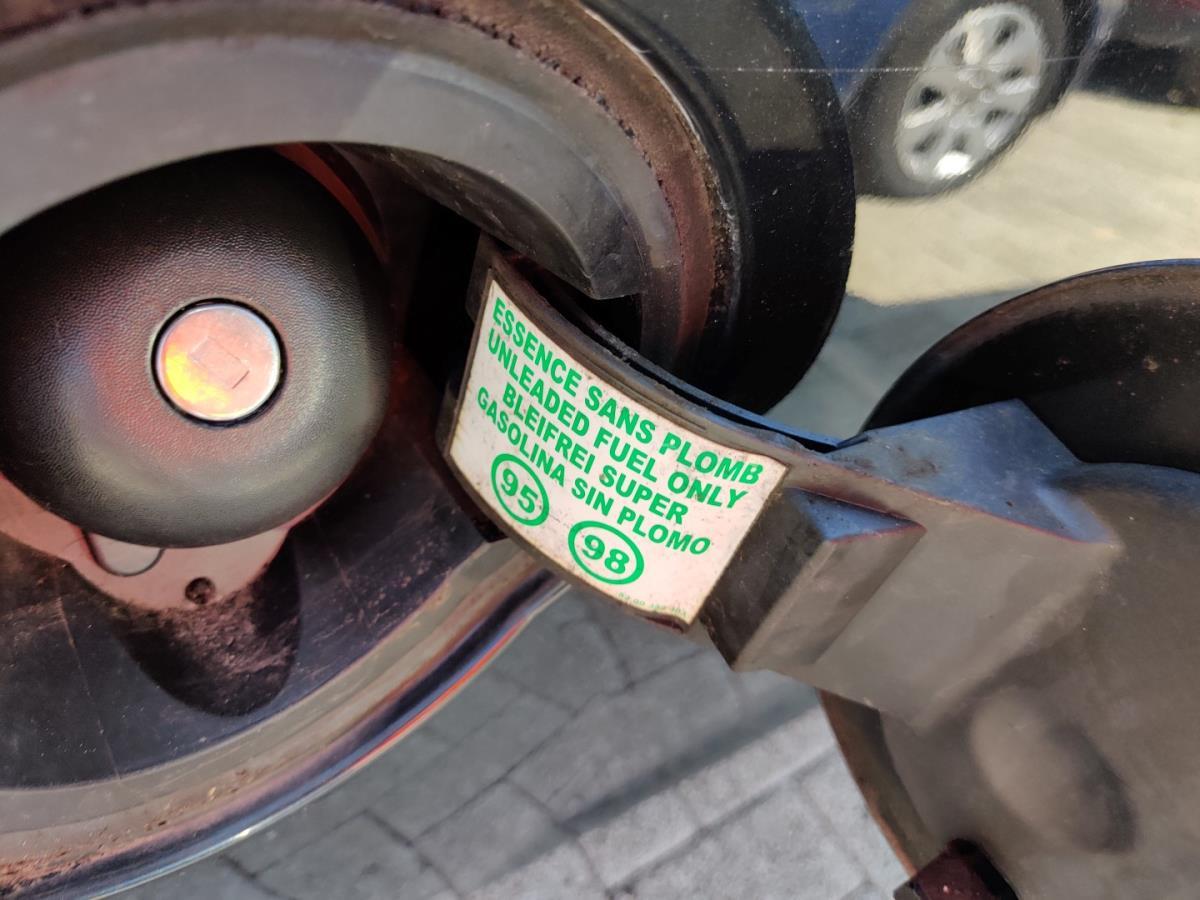 ESSENCE SANS PLOMB
UNLEADED FUEL ONLY
BLEIFREI SUPER
GASOLINA SIN PLOMO
95 98